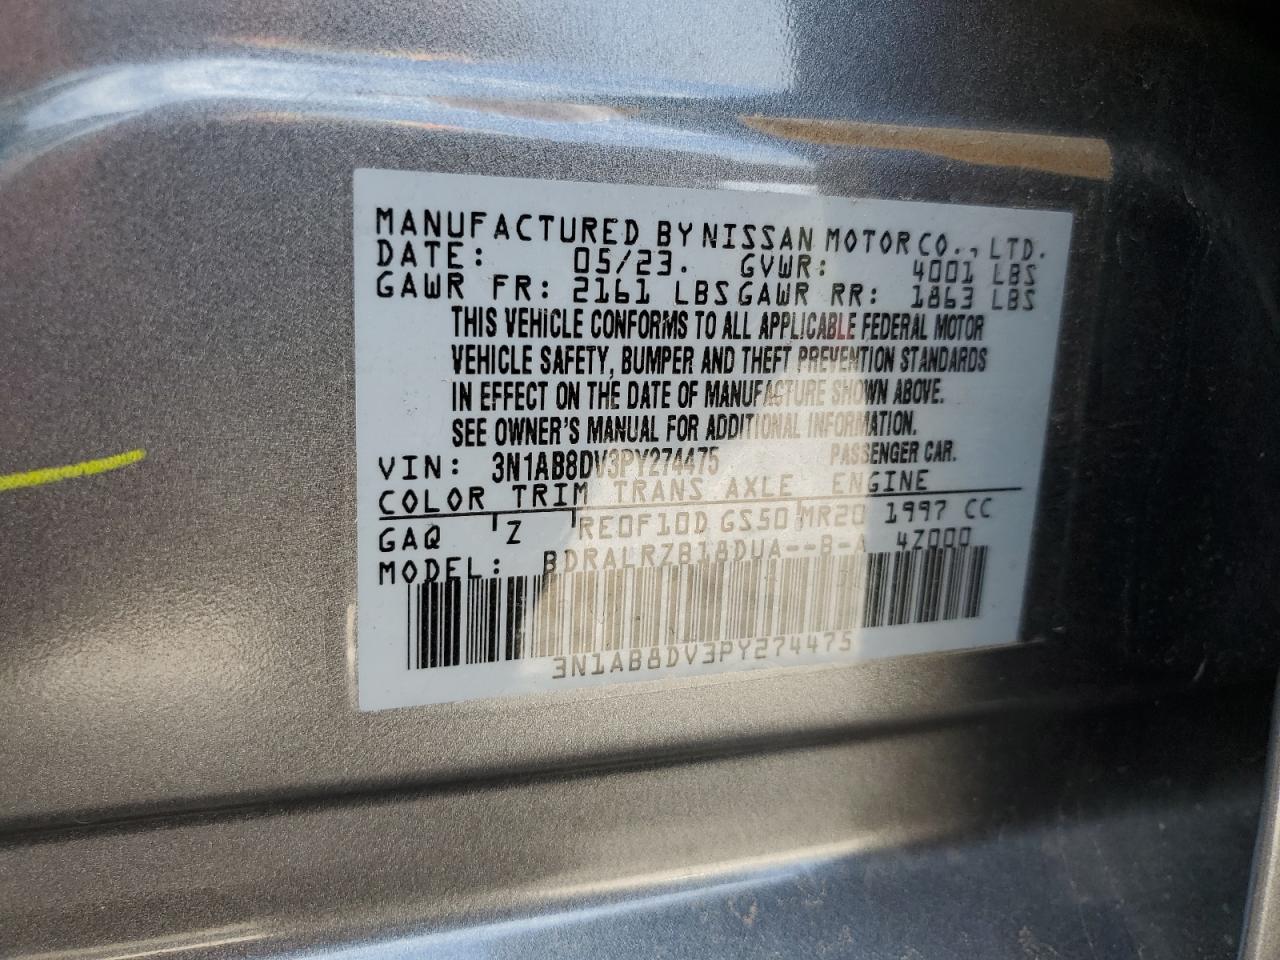 MANUFACTURED BY NISSAN MOTOR CO., LTD.
DATE: 05/23. GVWR: 4001 LBS
GAWR FR: 2161 LBS GAWR RR: 1863 LBS
THIS VEHICLE CONFORMS TO ALL APPLICABLE FEDERAL MOTOR
VEHICLE SAFETY, BUMPER AND THEFT PREVENTION STANDARDS
IN EFFECT ON THE DATE OF MANUFACTURE SHOWN ABOVE.
SEE OWNER'S MANUAL FOR ADDITIONAL INFORMATION.
VIN: 3N1AB8DV3PY274475 PASSENGER CAR.
COLOR TRIM TRANS AXLE ENGINE
GAQ Z RE0F10D GS50 MR20 1997 CC
MODEL: BDRALRZB18DUA--B-A 4Z000
3N1AB8DV3PY274475